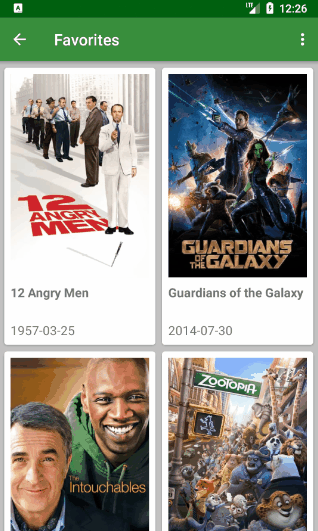 12:26
Favorites
12
ANGRY
MEN
GUARDIANS
OF THE GALAXY
12 Angry Men
Guardians of the Galaxy
1957-03-25
2014-07-30
the
Intouchables
ZOOTOPIA